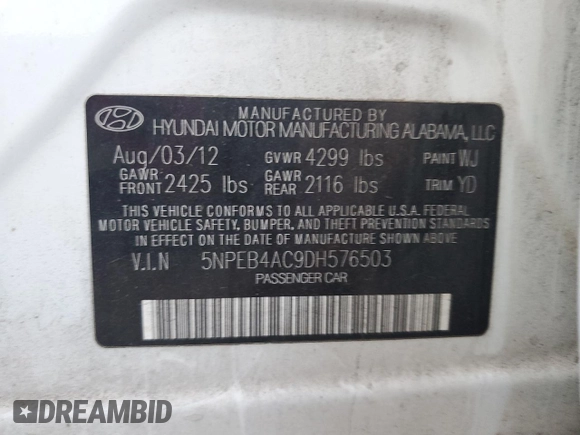 MANUFACTURED BY
HYUNDAI MOTOR MANUFACTURING ALABAMA, LLC
Aug/03/12 GVWR 4299 lbs PAINT WJ
GAWR FRONT 2425 lbs GAWR REAR 2116 lbs TRIM YD
THIS VEHICLE CONFORMS TO ALL APPLICABLE U.S.A. FEDERAL
MOTOR VEHICLE SAFETY, BUMPER, AND THEFT PREVENTION STANDARDS
IN EFFECT ON THE DATE OF MANUFACTURE SHOWN ABOVE
V.I.N 5NPEB4AC9DH576503
PASSENGER CAR
DREAMBID